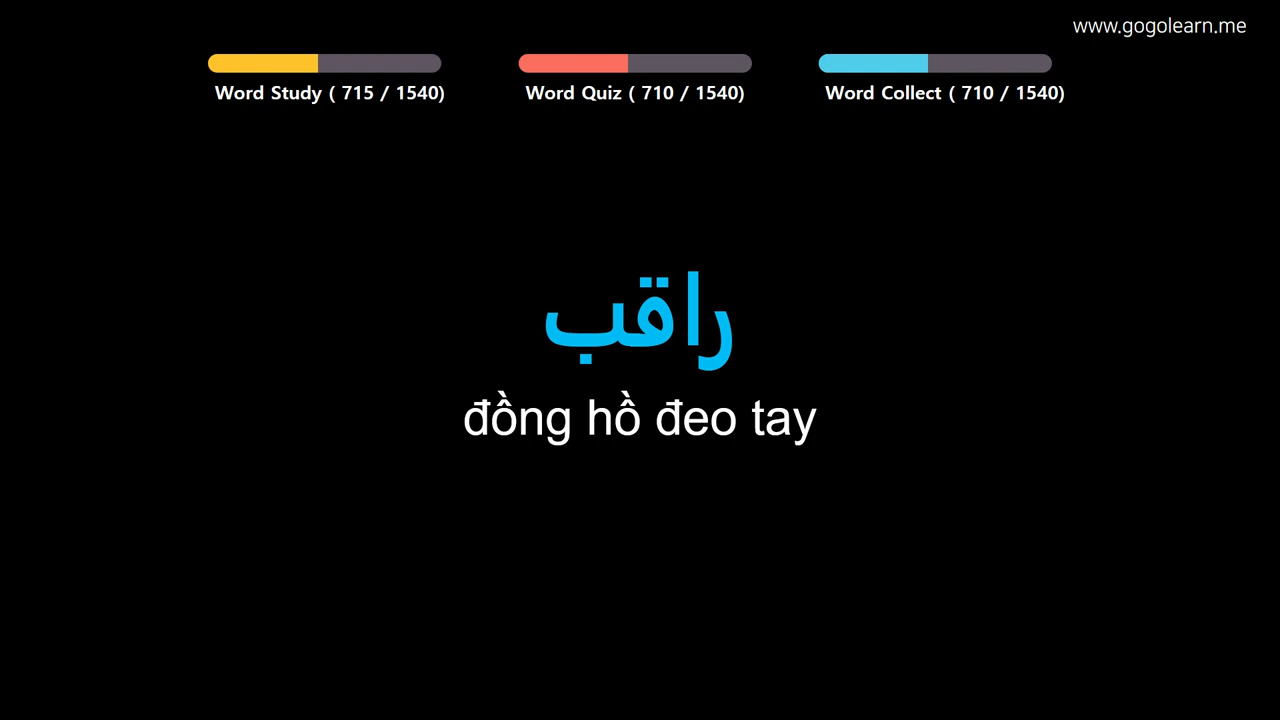 www.gogolearn.me
Word Study ( 715 / 1540)
Word Quiz ( 710 / 1540)
Word Collect ( 710 / 1540)
راقب
đồng hồ đeo tay